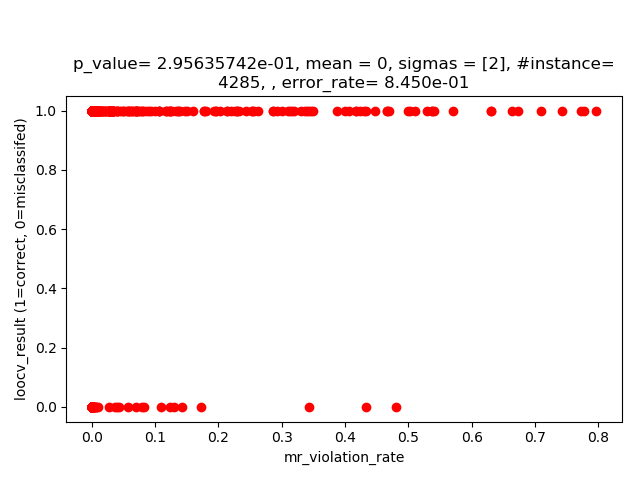 p_value= 2.95635742e-01, mean = 0, sigmas = [2], #instance=
4285, , error_rate= 8.450e-01
loocv_result (1=correct, 0=misclassifed)
1.0
0.8
0.6
0.4
0.2
0.0
0.0 0.1 0.2 0.3 0.4 0.5 0.6 0.7 0.8
mr_violation_rate